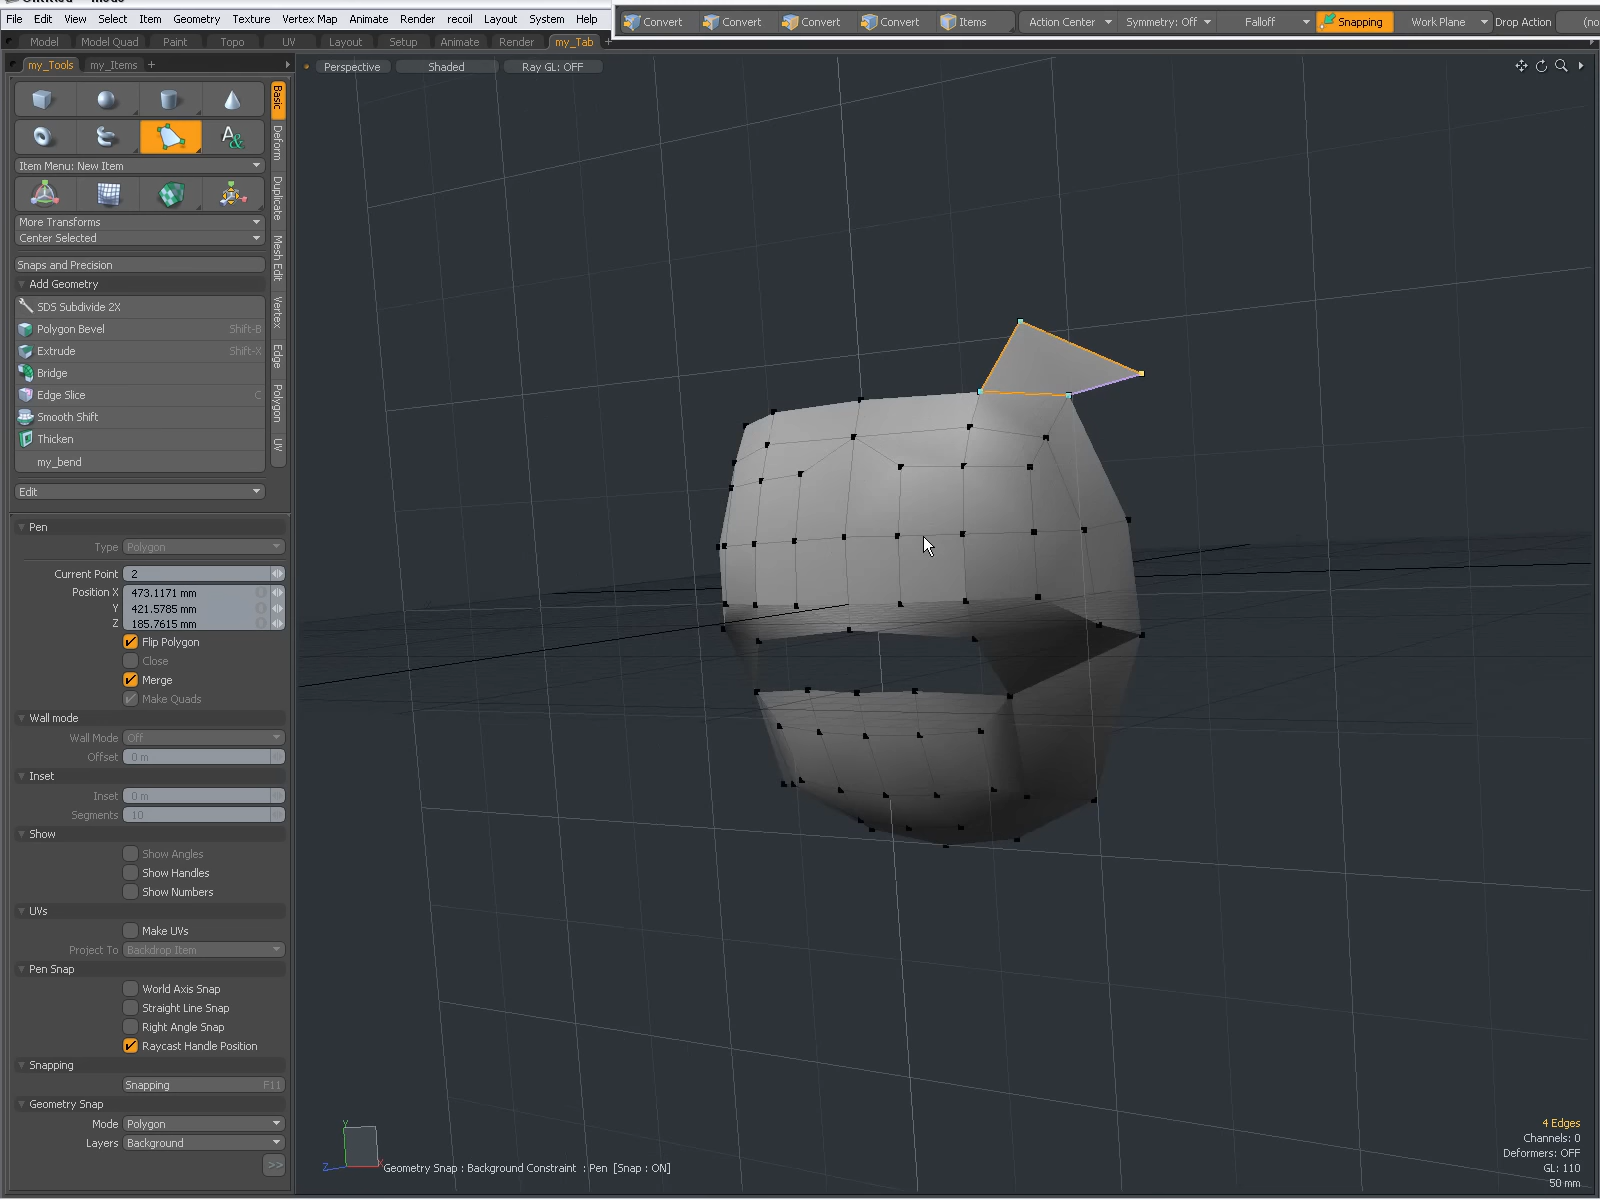 File Edit View Select Item Geometry Texture Vertex Map Animate Render recoil Layout System Help
Convert Convert Convert Convert Items Action Center Symmetry: Off Falloff Snapping Work Plane Drop Action (no
Model Model Quad Paint Topo UV Layout Setup Animate Render my_Tab +
my_Tools my_Items +
Perspective Shaded Ray GL: OFF
Basic
Deform
Duplicate
Mesh Edit
Vertex
Edge
Polygon
UV
A&
Item Menu: New Item
More Transforms
Center Selected
Snaps and Precision
Add Geometry
SDS Subdivide 2X
Polygon Bevel Shift-B
Extrude Shift-X
Bridge
Edge Slice C
Smooth Shift
Thicken
my_bend
Edit
Pen
Type Polygon
Current Point 2
Position X 473.1171 mm
Y 421.5785 mm
Z 185.7615 mm
Flip Polygon
Close
Merge
Make Quads
Wall mode
Wall Mode Off
Offset 0 m
Inset
Inset 0 m
Segments 10
Show
Show Angles
Show Handles
Show Numbers
UVs
Make UVs
Project To Backdrop Item
Pen Snap
World Axis Snap
Straight Line Snap
Right Angle Snap
Raycast Handle Position
Snapping
Snapping F11
Geometry Snap
Mode Polygon
Layers Background
>>
Y
Z
X
Geometry Snap : Background Constraint : Pen [Snap : ON]
4 Edges
Channels: 0
Deformers: OFF
GL: 110
50 mm